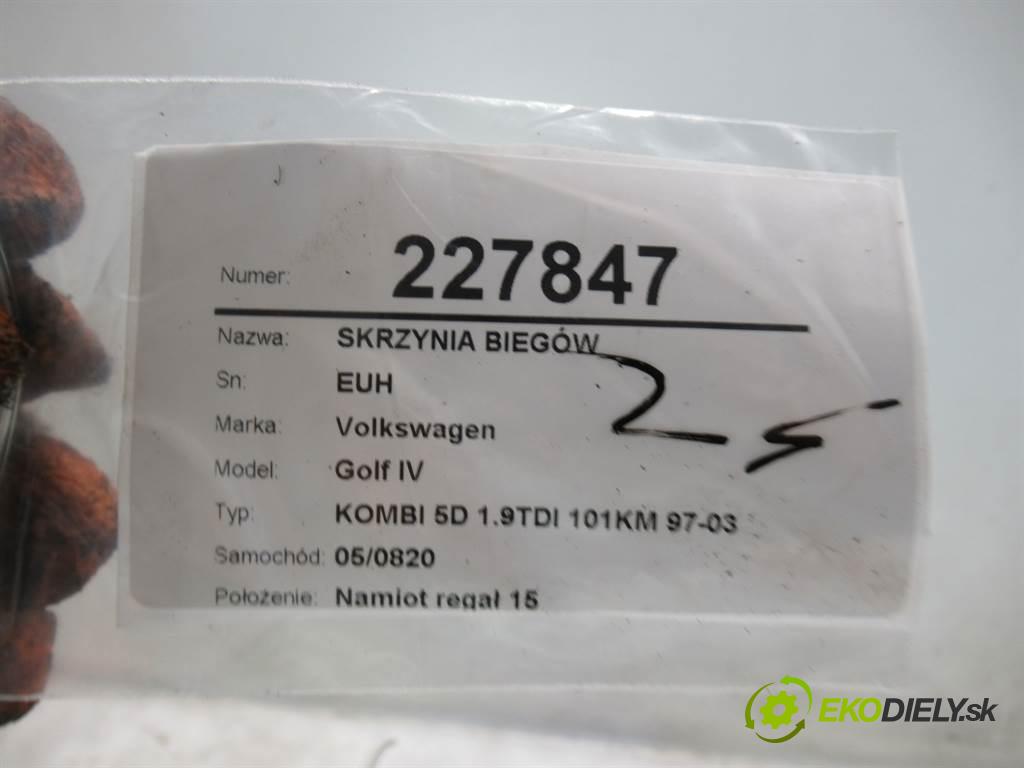 Numer: 227847
Nazwa: SKRZYNIA BIEGÓW
Sn: EUH
Marka: Volkswagen
Model: Golf IV
Typ: KOMBI 5D 1.9TDI 101KM 97-03
Samochód: 05/0820
Położenie: Namiot regał 15
EKODIELY.sk